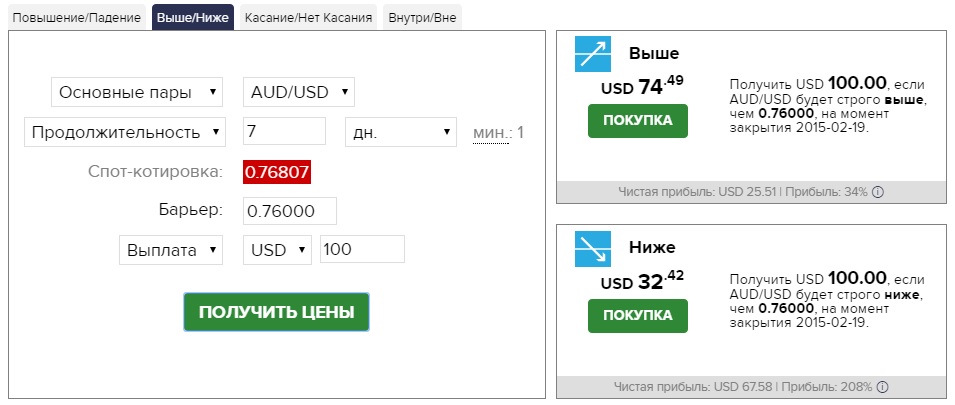 Повышение/Падение Выше/Ниже Касание/Нет Касания Внутри/Вне
Основные пары AUD/USD
Продолжительность 7 дн. мин.: 1
Спот-котировка: 0.76807
Барьер: 0.76000
Выплата USD 100
ПОЛУЧИТЬ ЦЕНЫ
Выше
USD 74.49
ПОКУПКА
Получить USD 100.00, если
AUD/USD будет строго выше,
чем 0.76000, на момент
закрытия 2015-02-19.
Чистая прибыль: USD 25.51 | Прибыль: 34%
Ниже
USD 32.42
ПОКУПКА
Получить USD 100.00, если
AUD/USD будет строго ниже,
чем 0.76000, на момент
закрытия 2015-02-19.
Чистая прибыль: USD 67.58 | Прибыль: 208%